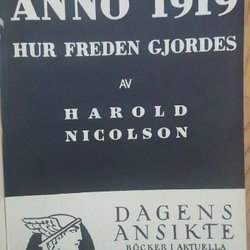 ANNO 1919
HUR FREDEN GJORDES
AV
HAROLD
NICOLSON
DAGENS
ANSIKTE
BÖCKER I AKTUELLA